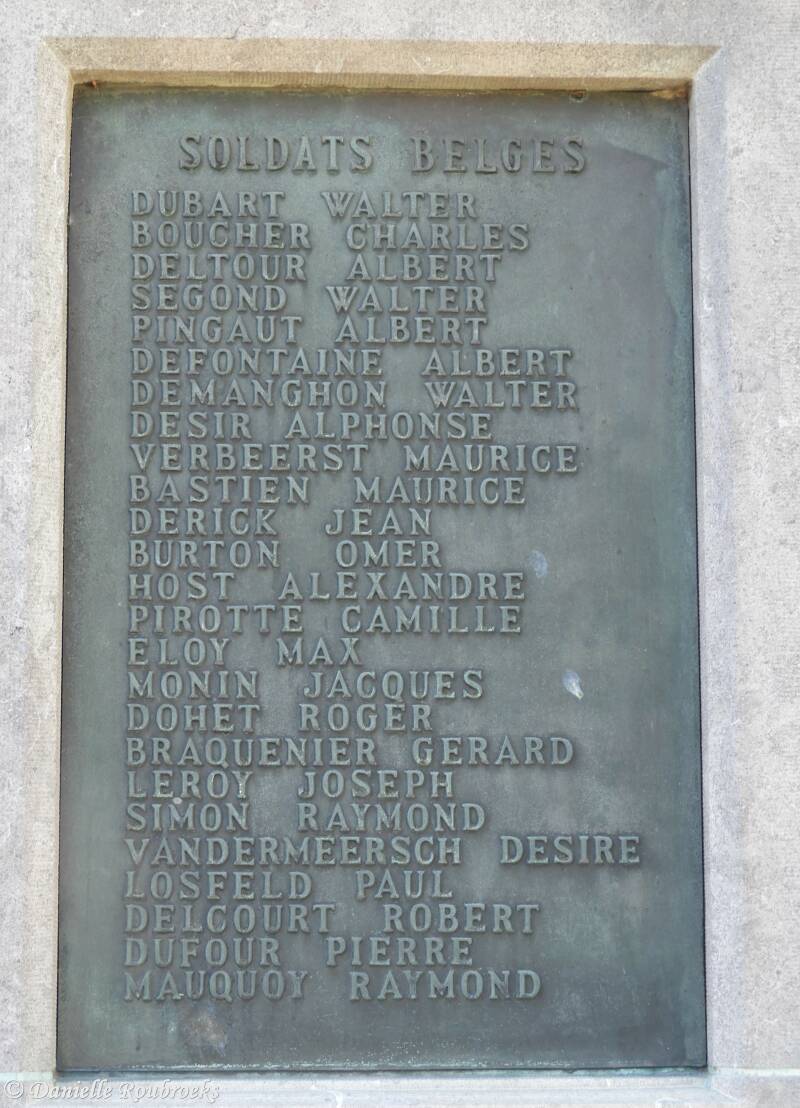 SOLDATS BELGES
DUBART WALTER
BOUCHER CHARLES
DELTOUR ALBERT
SEGOND WALTER
PINGAUT ALBERT
DEFONTAINE ALBERT
DEMANGHON WALTER
DESIR ALPHONSE
VERBEERST MAURICE
BASTIEN MAURICE
DERICK JEAN
BURTON OMER
HOST ALEXANDRE
PIROTTE CAMILLE
ELOY MAX
MONIN JACQUES
DOHET ROGER
BRAQUENIER GERARD
LEROY JOSEPH
SIMON RAYMOND
VANDERMEERSCH DESIRE
LOSFELD PAUL
DELCOURT ROBERT
DUFOUR PIERRE
MAUQUOY RAYMOND
© Danielle Roubroeks